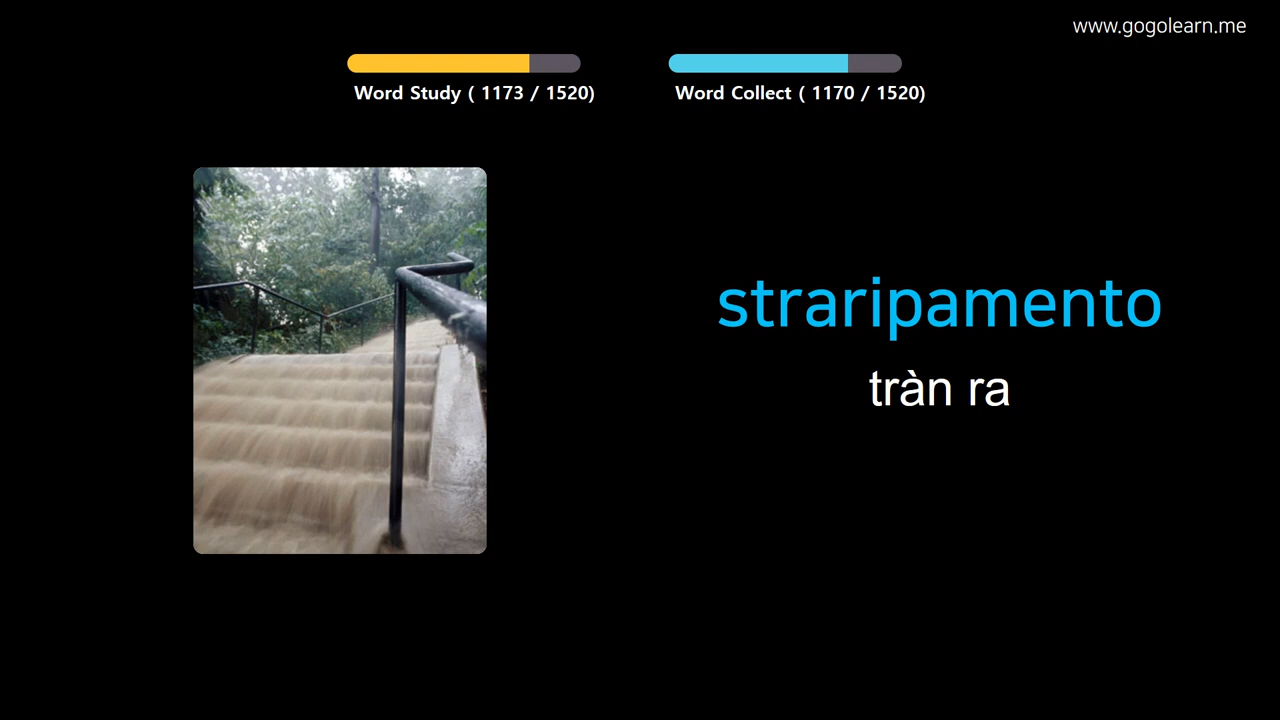 www.gogolearn.me
Word Study ( 1173 / 1520)
Word Collect ( 1170 / 1520)
straripamento
tràn ra